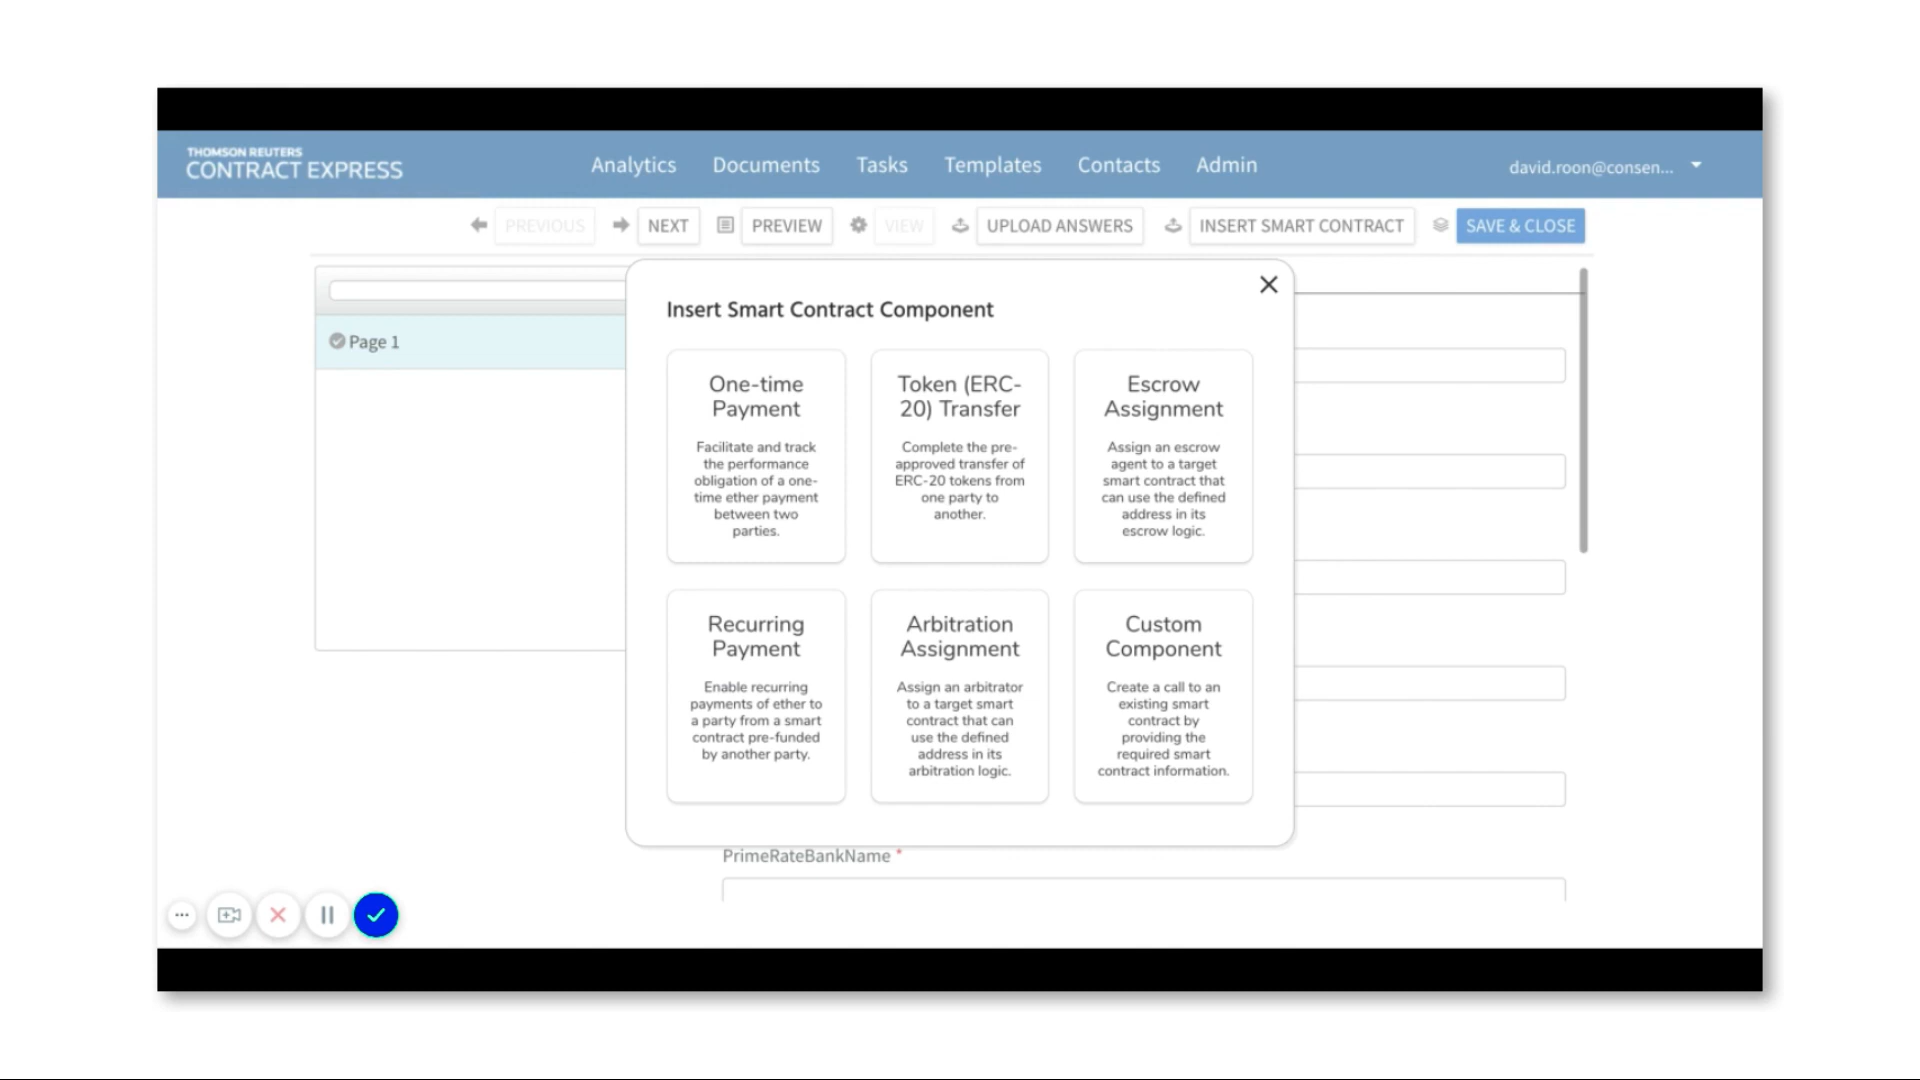 THOMSON REUTERS
CONTRACT EXPRESS
Analytics Documents Tasks Templates Contacts Admin
david.roon@consen...
PREVIOUS NEXT PREVIEW VIEW UPLOAD ANSWERS INSERT SMART CONTRACT SAVE & CLOSE
Page 1
Insert Smart Contract Component
One-time
Payment
Facilitate and track
the performance
obligation of a one-
time ether payment
between two
parties.
Token (ERC-
20) Transfer
Complete the pre-
approved transfer of
ERC-20 tokens from
one party to
another.
Escrow
Assignment
Assign an escrow
agent to a target
smart contract that
can use the defined
address in its
escrow logic.
Recurring
Payment
Enable recurring
payments of ether to
a party from a smart
contract pre-funded
by another party.
Arbitration
Assignment
Assign an arbitrator
to a target smart
contract that can
use the defined
address in its
arbitration logic.
Custom
Component
Create a call to an
existing smart
contract by
providing the
required smart
contract information.
PrimeRateBankName *